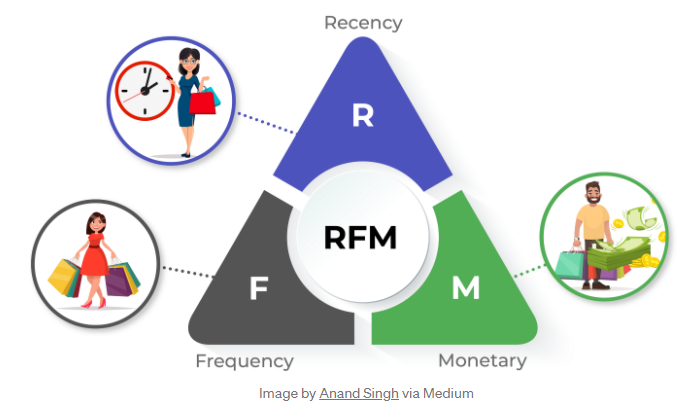 Recency
R
RFM
F
M
Frequency
Monetary
Image by Anand Singh via Medium